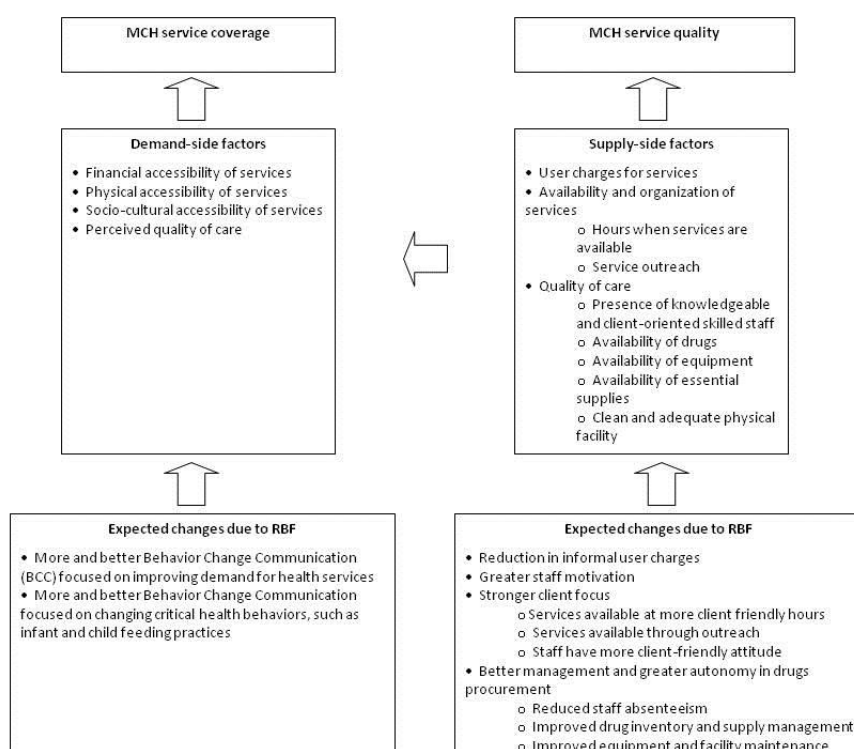 MCH service coverage
MCH service quality
Demand-side factors
• Financial accessibility of services
• Physical accessibility of services
• Socio-cultural accessibility of services
• Perceived quality of care
Supply-side factors
• User charges for services
• Availability and organization of
services
o Hours when services are
available
o Service outreach
• Quality of care
o Presence of knowledgeable
and client-oriented skilled staff
o Availability of drugs
o Availability of equipment
o Availability of essential
supplies
o Clean and adequate physical
facility
Expected changes due to RBF
• More and better Behavior Change Communication
(BCC) focused on improving demand for health services
• More and better Behavior Change Communication
focused on changing critical health behaviors, such as
infant and child feeding practices
Expected changes due to RBF
• Reduction in informal user charges
• Greater staff motivation
• Stronger client focus
o Services available at more client friendly hours
o Services available through outreach
o Staff have more client-friendly attitude
• Better management and greater autonomy in drugs
procurement
o Reduced staff absenteeism
o Improved drug inventory and supply management
o Improved equipment and facility maintenance